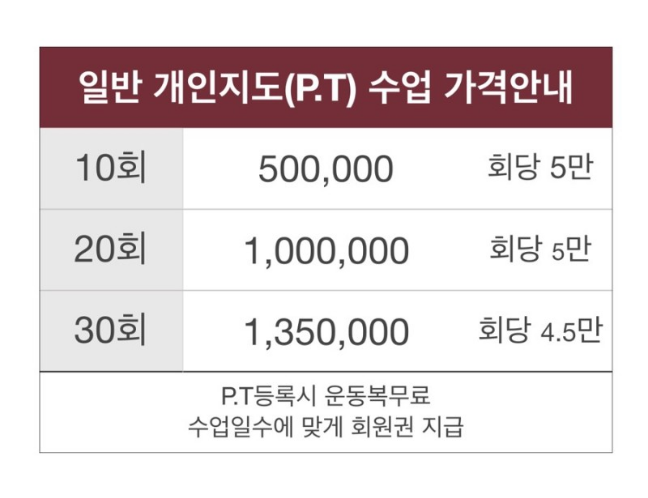 일반 개인지도(P.T) 수업 가격안내
10회 500,000 회당 5만
20회 1,000,000 회당 5만
30회 1,350,000 회당 4.5만
P.T등록시 운동복무료
수업일수에 맞게 회원권 지급